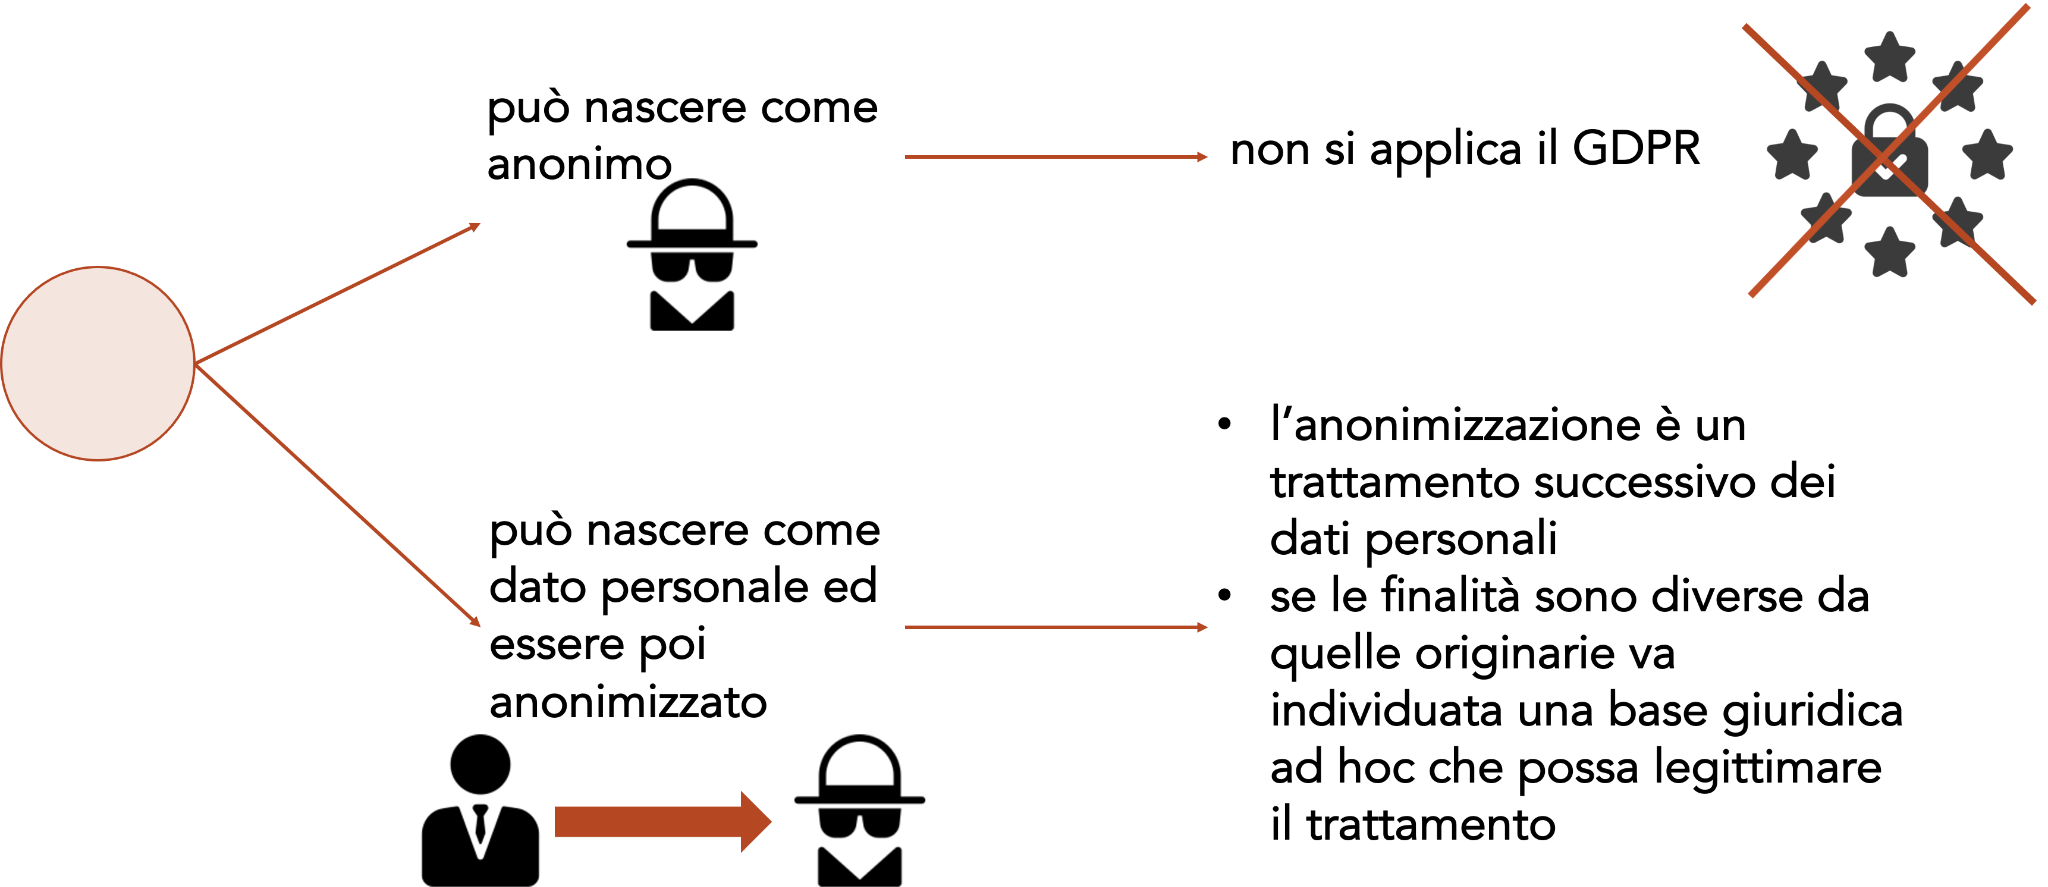 può nascere come
anonimo
non si applica il GDPR
può nascere come
dato personale ed
essere poi
anonimizzato
• l’anonimizzazione è un
trattamento successivo dei
dati personali
• se le finalità sono diverse da
quelle originarie va
individuata una base giuridica
ad hoc che possa legittimare
il trattamento